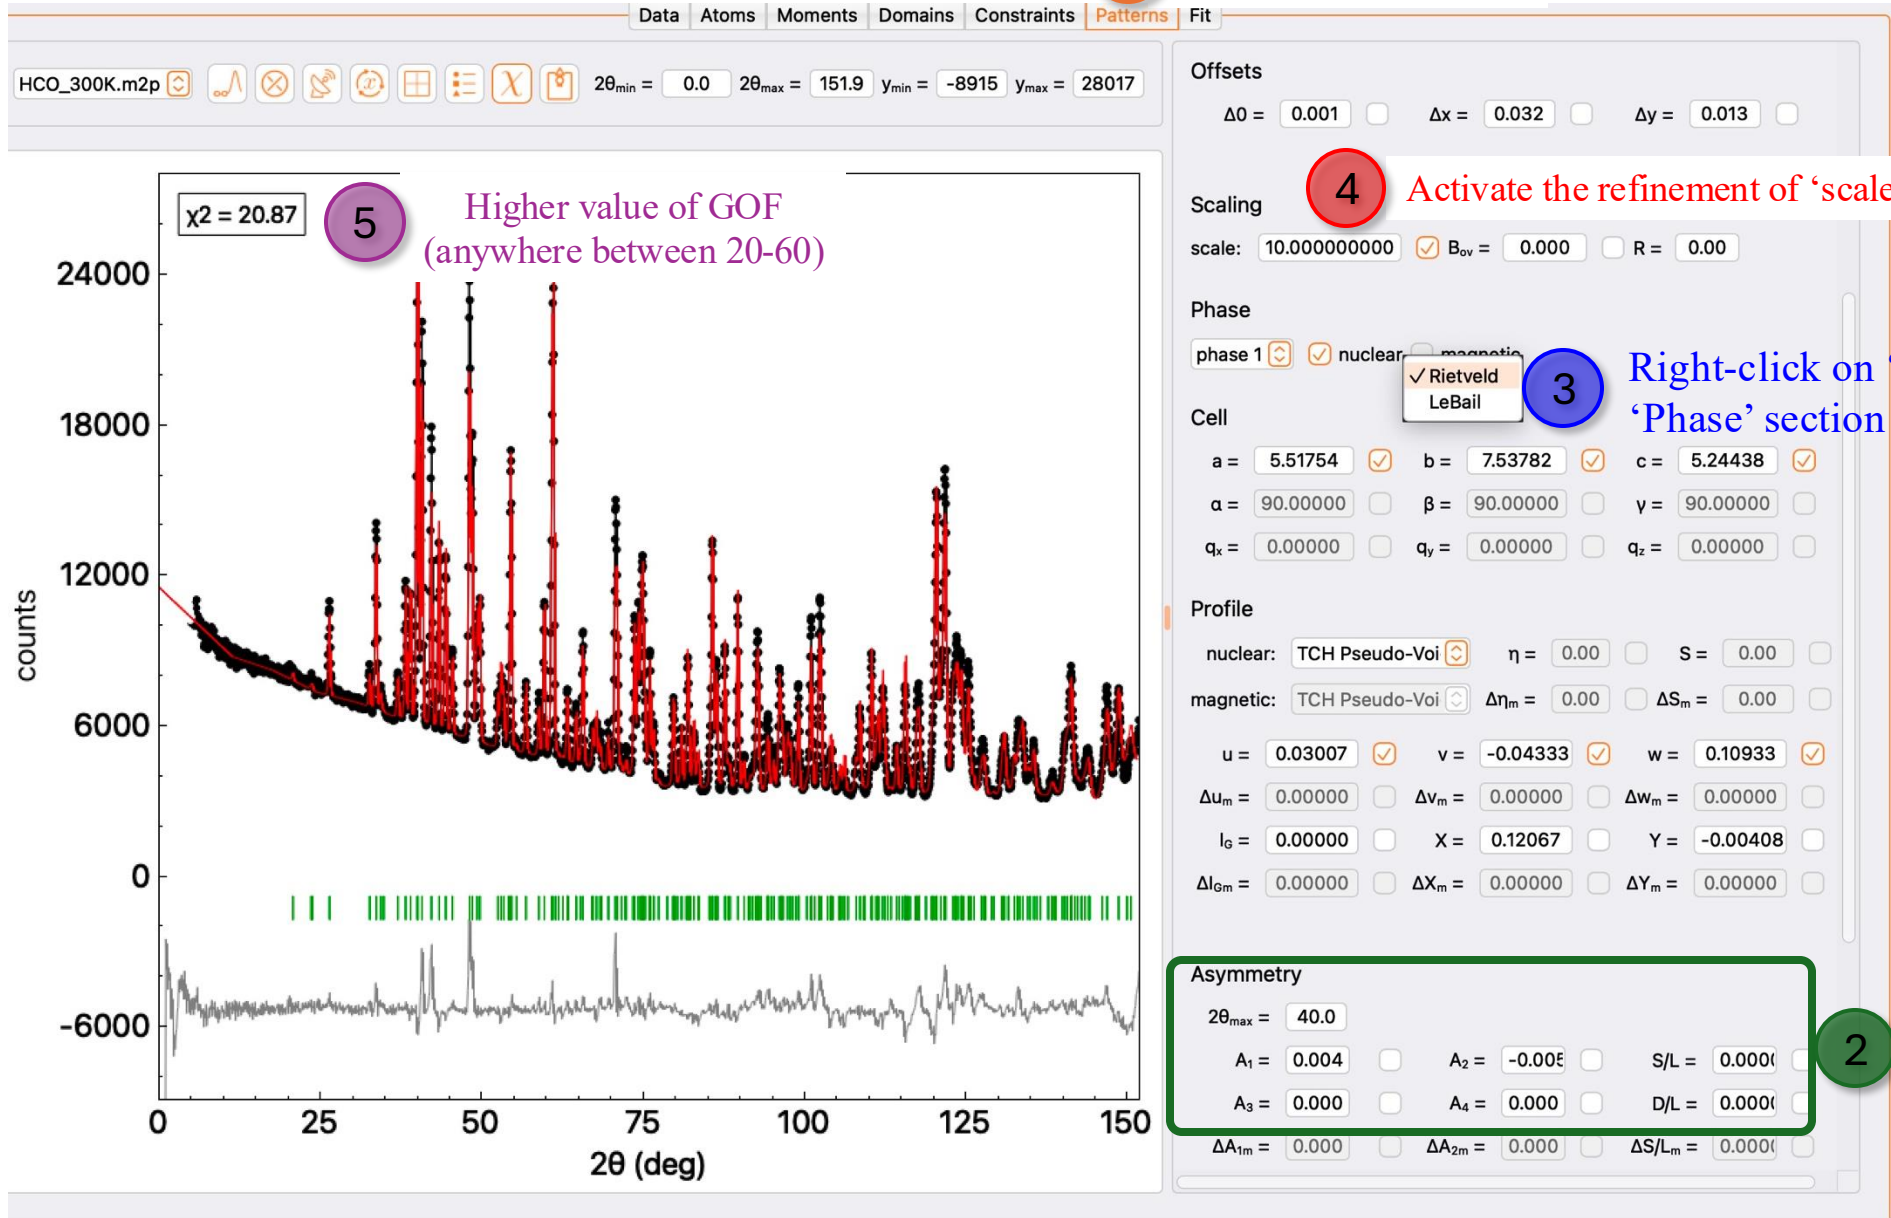 Data Atoms Moments Domains Constraints Patterns Fit
HCO_300K.m2p 2θmin = 0.0 2θmax = 151.9 ymin = -8915 ymax = 28017
χ2 = 20.87
5
Higher value of GOF
(anywhere between 20-60)
24000
18000
12000
6000
0
-6000
counts
0 25 50 75 100 125 150
2θ (deg)
Offsets
Δ0 = 0.001 Δx = 0.032 Δy = 0.013
4 Activate the refinement of ‘scale
Scaling
scale: 10.000000000 Bov = 0.000 R = 0.00
Phase
phase 1 nuclear magnetic
Rietveld
LeBail
3
Right-click on ‘
‘Phase’ section
Cell
a = 5.51754 b = 7.53782 c = 5.24438
α = 90.00000 β = 90.00000 γ = 90.00000
qx = 0.00000 qy = 0.00000 qz = 0.00000
Profile
nuclear: TCH Pseudo-Voi η = 0.00 S = 0.00
magnetic: TCH Pseudo-Voi Δηm = 0.00 ΔSm = 0.00
u = 0.03007 v = -0.04333 w = 0.10933
Δum = 0.00000 Δvm = 0.00000 Δwm = 0.00000
IG = 0.00000 X = 0.12067 Y = -0.00408
ΔIGm = 0.00000 ΔXm = 0.00000 ΔYm = 0.00000
Asymmetry
2θmax = 40.0
A1 = 0.004 A2 = -0.005 S/L = 0.000
2
A3 = 0.000 A4 = 0.000 D/L = 0.000
ΔA1m = 0.000 ΔA2m = 0.000 ΔS/Lm = 0.000